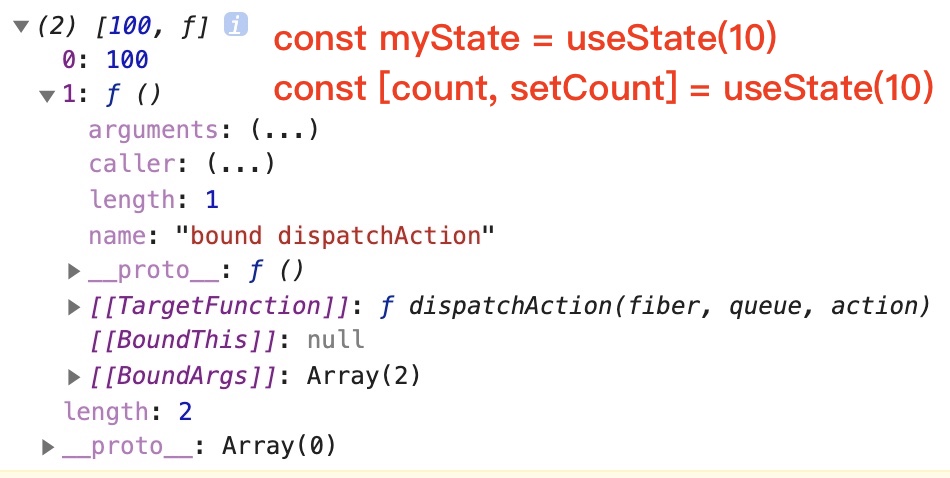 (2) [100, ƒ] i
const myState = useState(10)
0: 100
const [count, setCount] = useState(10)
1: ƒ ()
arguments: (...)
caller: (...)
length: 1
name: "bound dispatchAction"
__proto__: ƒ ()
[[TargetFunction]]: ƒ dispatchAction(fiber, queue, action)
[[BoundThis]]: null
[[BoundArgs]]: Array(2)
length: 2
__proto__: Array(0)